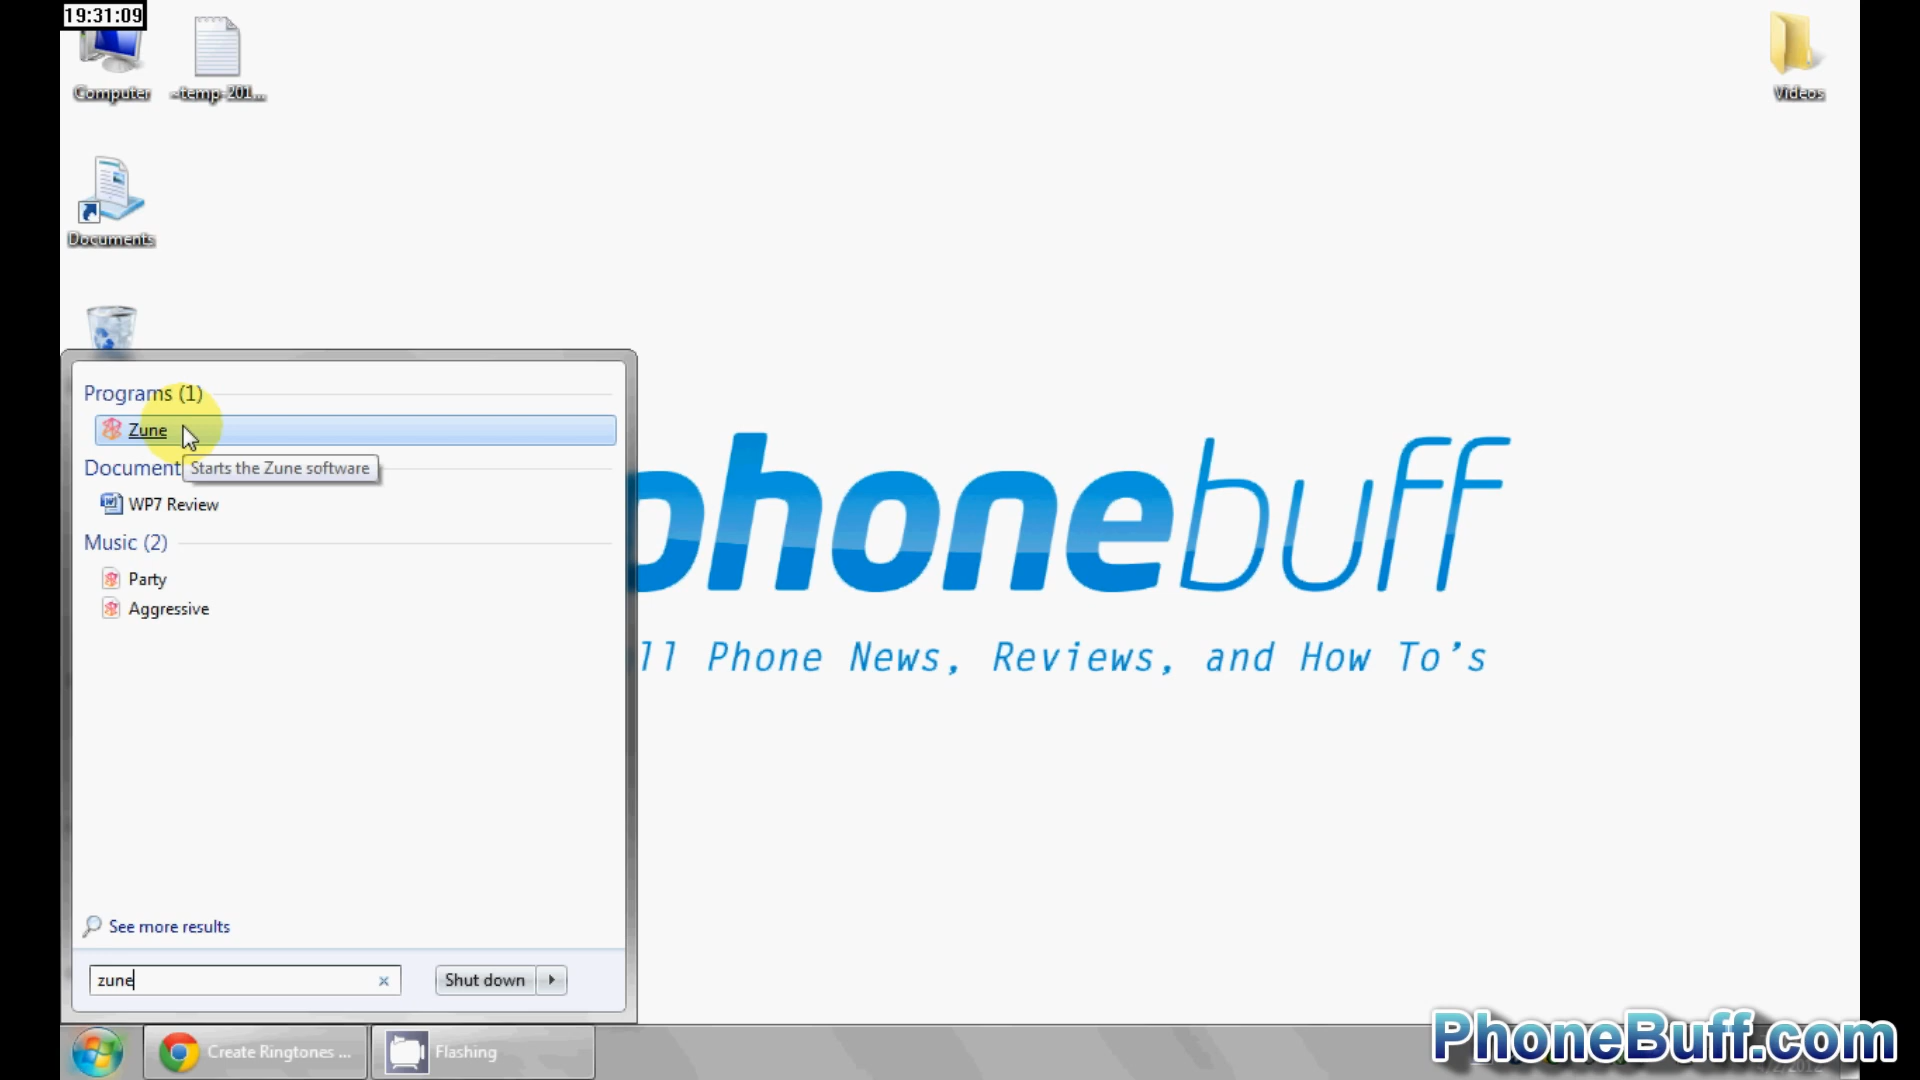 19:31:09
Computer
~temp-201...
Videos
Documents
Programs (1)
Zune
Document
Starts the Zune software
WP7 Review
Music (2)
Party
Aggressive
phonebuff
ll Phone News, Reviews, and How To's
See more results
zune
Shut down
Create Ringtones ...
Flashing
PhoneBuff.com